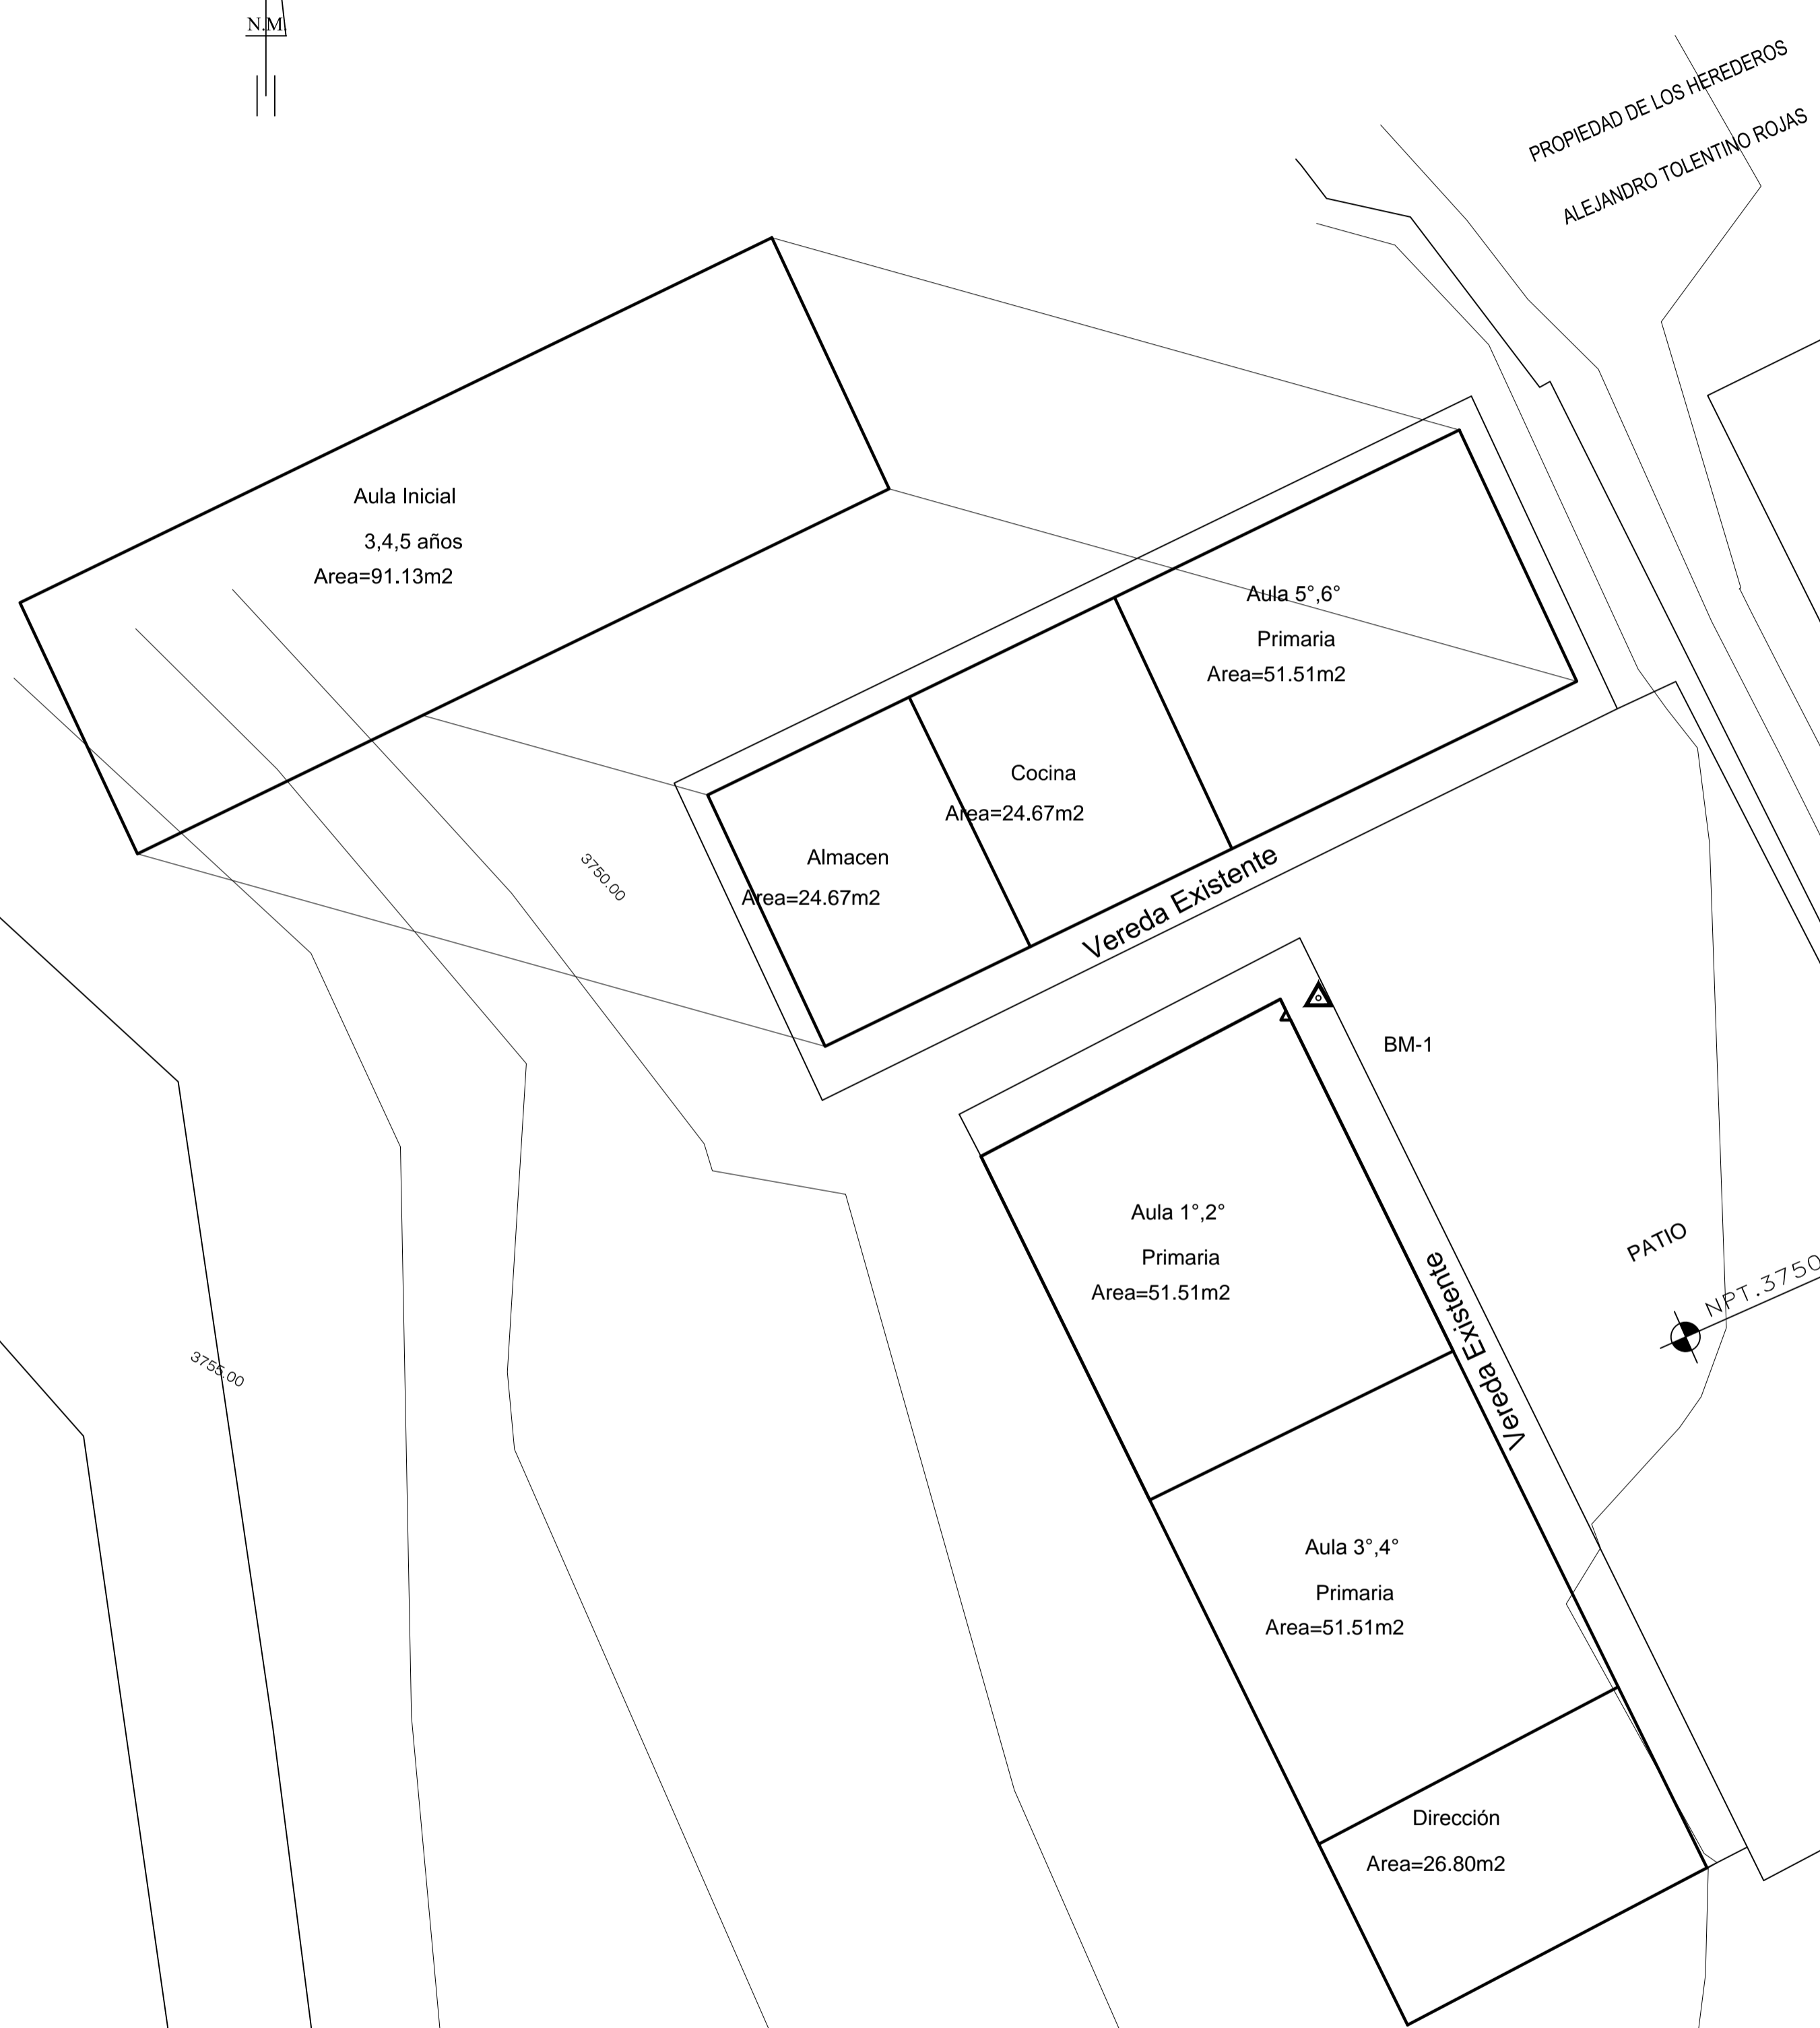 N.M.
PROPIEDAD DE LOS HEREDEROS
ALEJANDRO TOLENTINO ROJAS
Aula Inicial
3,4,5 años
Area=91.13m2
Aula 5°,6°
Primaria
Area=51.51m2
Cocina
Area=24.67m2
Almacen
Area=24.67m2
3750.00
Vereda Existente
BM-1
Aula 1°,2°
Primaria
Area=51.51m2
PATIO
NPT.3750
Vereda Existente
3755.00
Aula 3°,4°
Primaria
Area=51.51m2
Dirección
Area=26.80m2